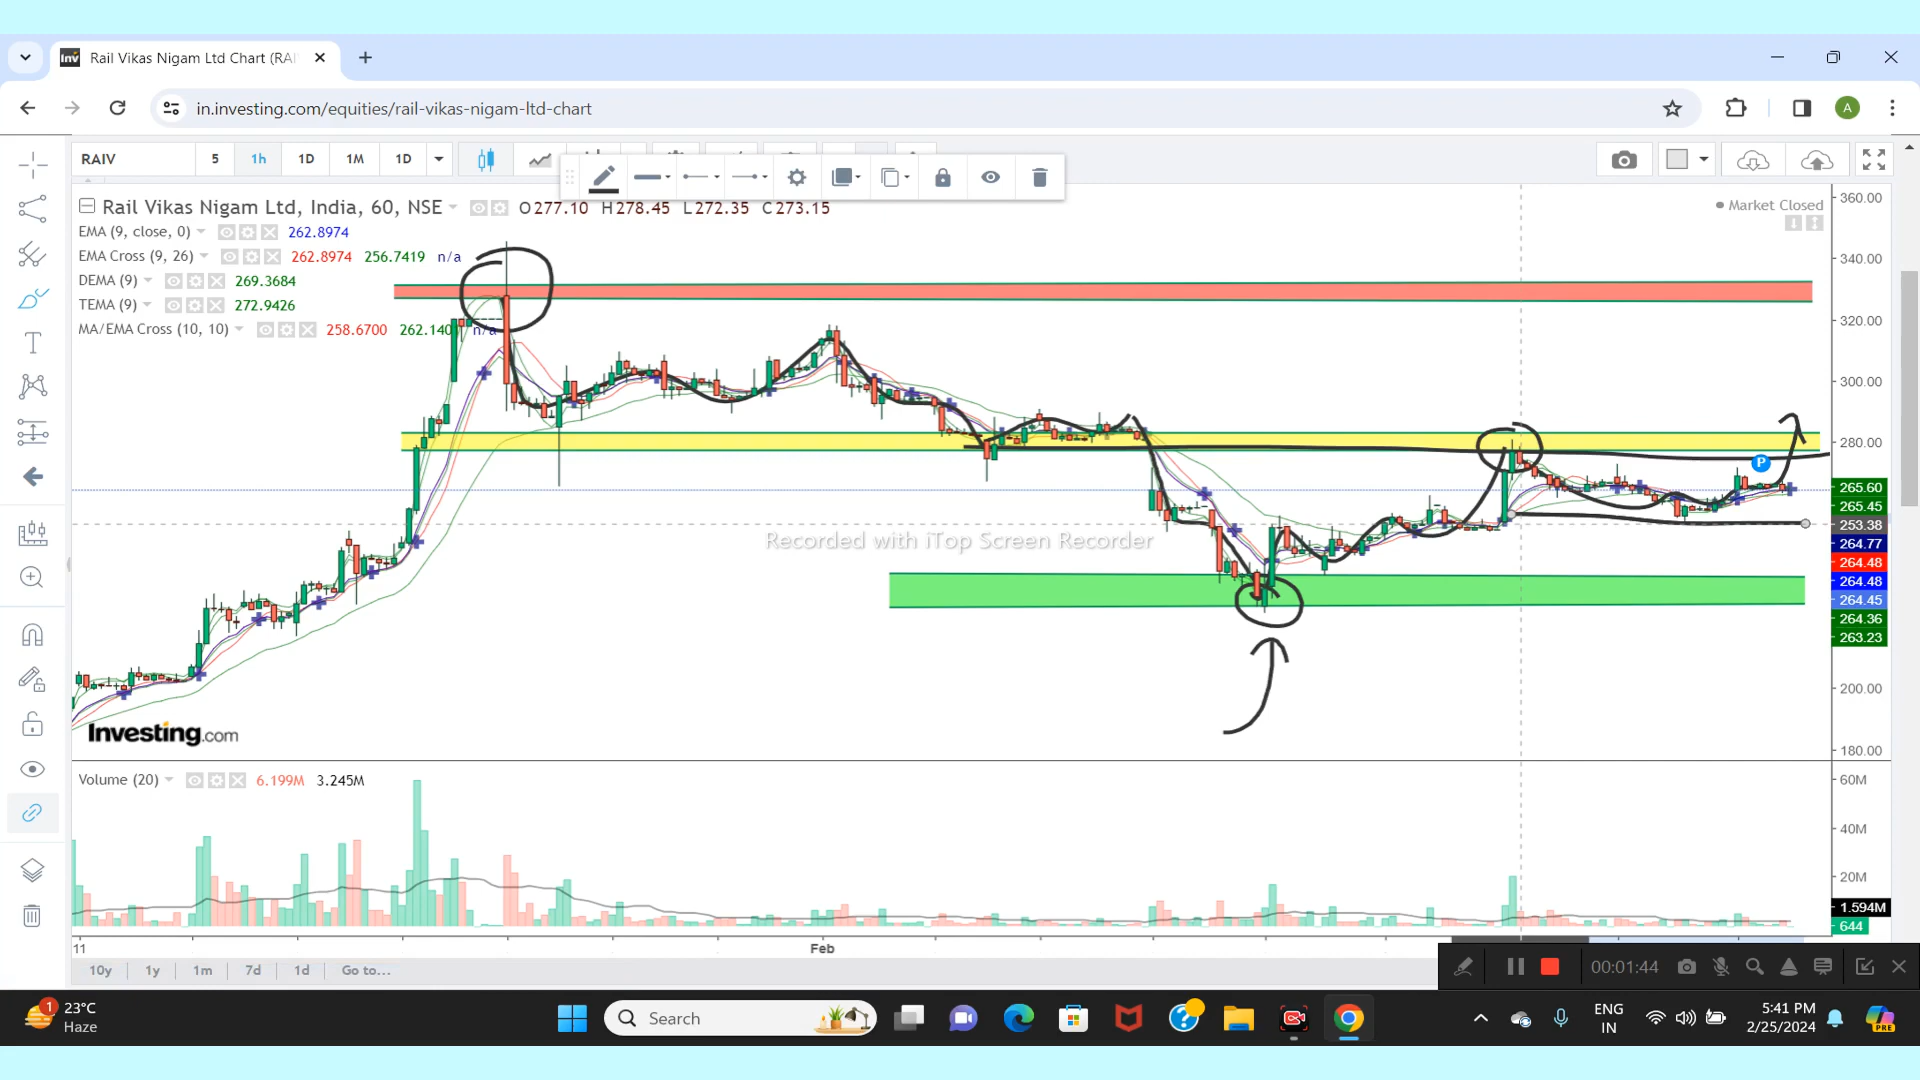 Rail Vikas Nigam Ltd Chart (RAI
in.investing.com/equities/rail-vikas-nigam-ltd-chart
A
RAIV 5 1h 1D 1M 1D
Rail Vikas Nigam Ltd, India, 60, NSE O277.10 H278.45 L272.35 C273.15
Market Closed
EMA (9, close, 0) 262.8974
EMA Cross (9, 26) 262.8974 256.7419 n/a
DEMA (9) 269.3684
TEMA (9) 272.9426
MA/EMA Cross (10, 10) 258.6700 262.140 n/a
360.00
340.00
320.00
300.00
280.00
P
265.60
265.45
253.38
264.77
264.48
264.48
264.45
264.36
263.23
200.00
180.00
Recorded with iTop Screen Recorder
Investing.com
Volume (20) 6.199M 3.245M
60M
40M
20M
1.594M
644
11 Feb
10y 1y 1m 7d 1d Go to...
00:01:44
1
23°C
Haze
Search
ENG
IN
5:41 PM
2/25/2024
PRE